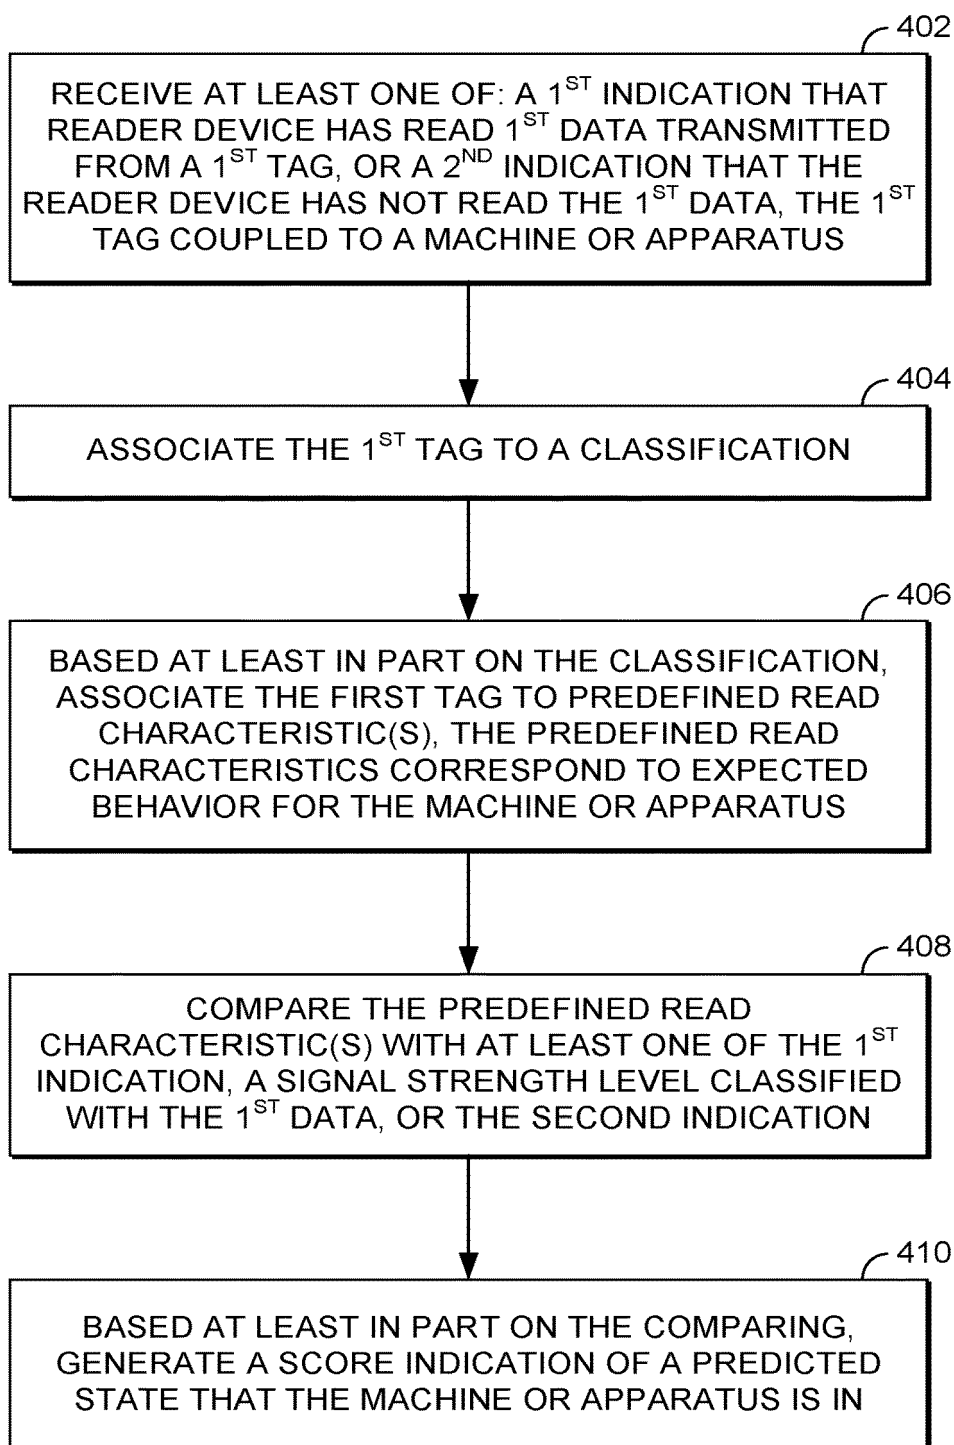 402
RECEIVE AT LEAST ONE OF: A 1ST INDICATION THAT
READER DEVICE HAS READ 1ST DATA TRANSMITTED
FROM A 1ST TAG, OR A 2ND INDICATION THAT THE
READER DEVICE HAS NOT READ THE 1ST DATA, THE 1ST
TAG COUPLED TO A MACHINE OR APPARATUS
404
ASSOCIATE THE 1ST TAG TO A CLASSIFICATION
406
BASED AT LEAST IN PART ON THE CLASSIFICATION,
ASSOCIATE THE FIRST TAG TO PREDEFINED READ
CHARACTERISTIC(S), THE PREDEFINED READ
CHARACTERISTICS CORRESPOND TO EXPECTED
BEHAVIOR FOR THE MACHINE OR APPARATUS
408
COMPARE THE PREDEFINED READ
CHARACTERISTIC(S) WITH AT LEAST ONE OF THE 1ST
INDICATION, A SIGNAL STRENGTH LEVEL CLASSIFIED
WITH THE 1ST DATA, OR THE SECOND INDICATION
410
BASED AT LEAST IN PART ON THE COMPARING,
GENERATE A SCORE INDICATION OF A PREDICTED
STATE THAT THE MACHINE OR APPARATUS IS IN